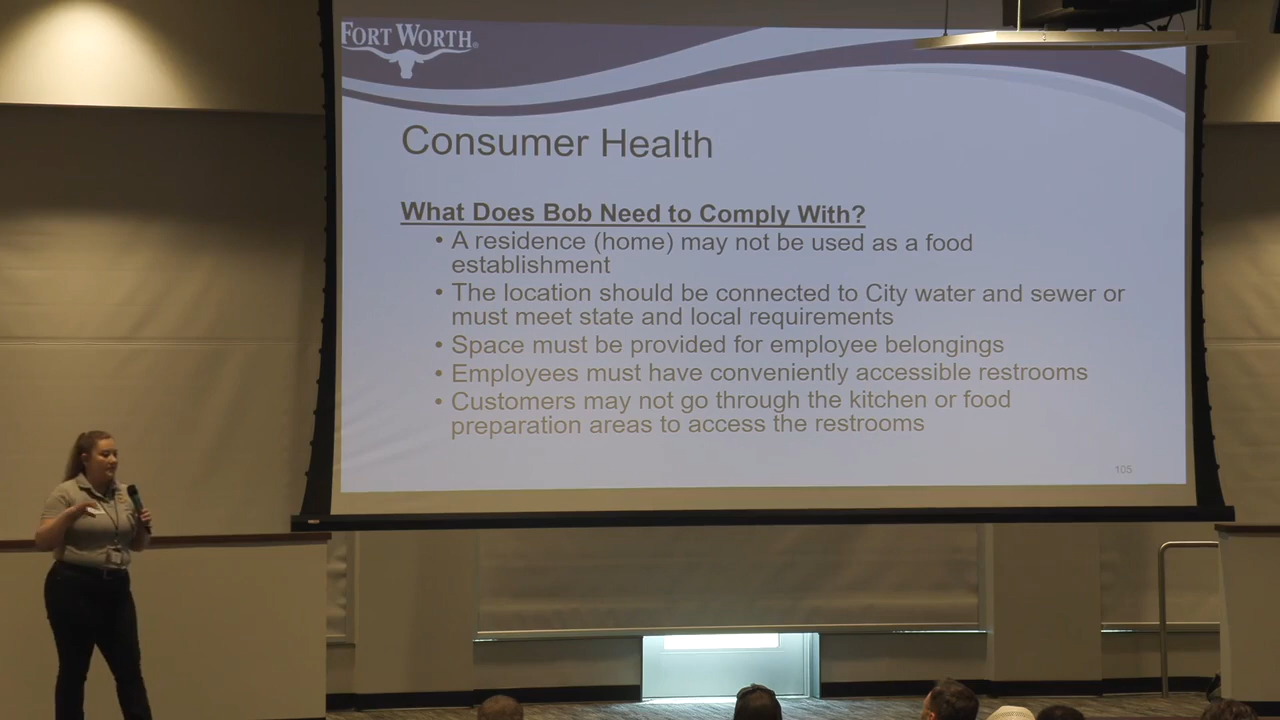 FORT WORTH®
Consumer Health
What Does Bob Need to Comply With?
• A residence (home) may not be used as a food
establishment
• The location should be connected to City water and sewer or
must meet state and local requirements
• Space must be provided for employee belongings
• Employees must have conveniently accessible restrooms
• Customers may not go through the kitchen or food
preparation areas to access the restrooms
105